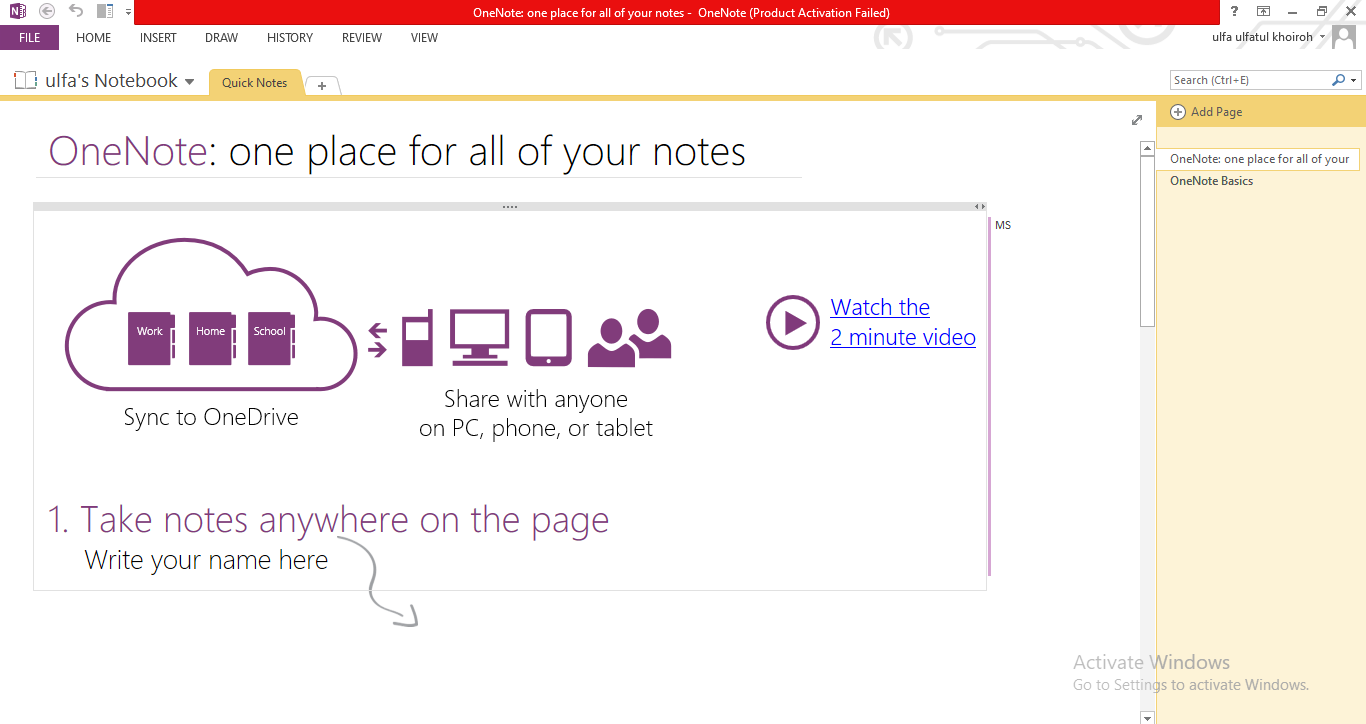 OneNote: one place for all of your notes - OneNote (Product Activation Failed)
?
FILE HOME INSERT DRAW HISTORY REVIEW VIEW
ulfa ulfatul khoiroh
ulfa's Notebook
Quick Notes
+
Search (Ctrl+E)
Add Page
OneNote: one place for all of your
OneNote Basics
OneNote: one place for all of your notes
MS
Work Home School
Sync to OneDrive
Share with anyone
on PC, phone, or tablet
Watch the
2 minute video
1. Take notes anywhere on the page
Write your name here
Activate Windows
Go to Settings to activate Windows.